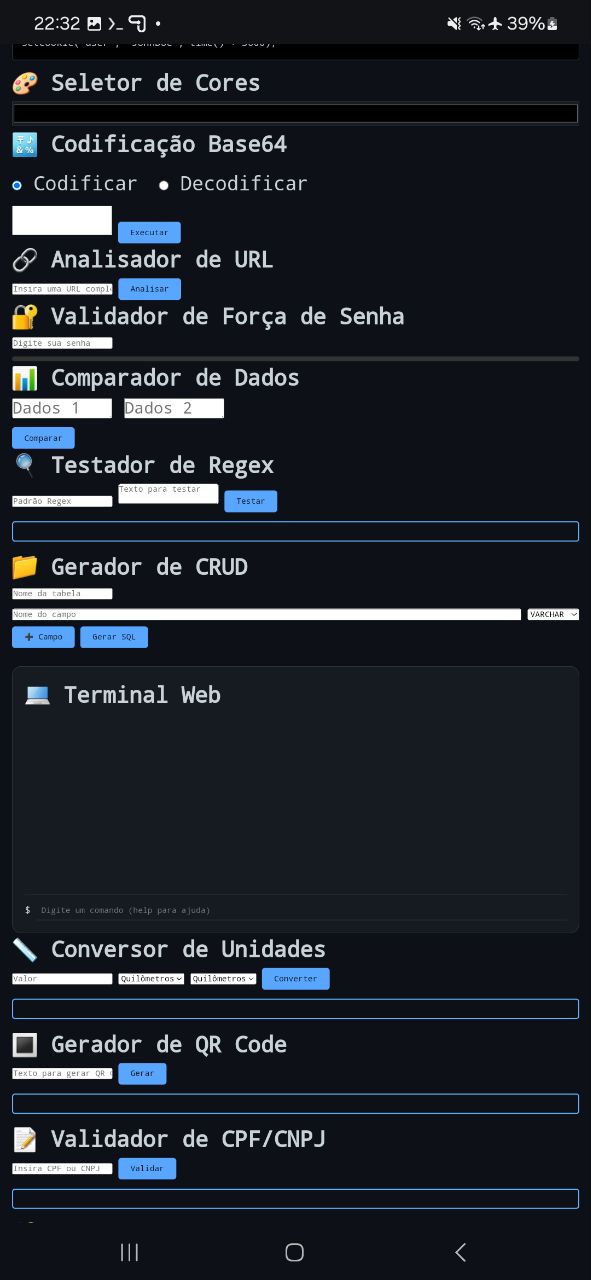 22:32
39%
setcookie("user", "JohnDoe", time() + 3600);
Seletor de Cores
Codificação Base64
Codificar Decodificar
Executar
Analisador de URL
Insira uma URL comple Analisar
Validador de Força de Senha
Digite sua senha
Comparador de Dados
Dados 1 Dados 2
Comparar
Testador de Regex
Padrão Regex Texto para testar Testar
Gerador de CRUD
Nome da tabela
Nome do campo VARCHAR
+ Campo Gerar SQL
Terminal Web
$ Digite um comando (help para ajuda)
Conversor de Unidades
Valor Quilômetros Quilômetros Converter
Gerador de QR Code
Texto para gerar QR C Gerar
Validador de CPF/CNPJ
Insira CPF ou CNPJ Validar